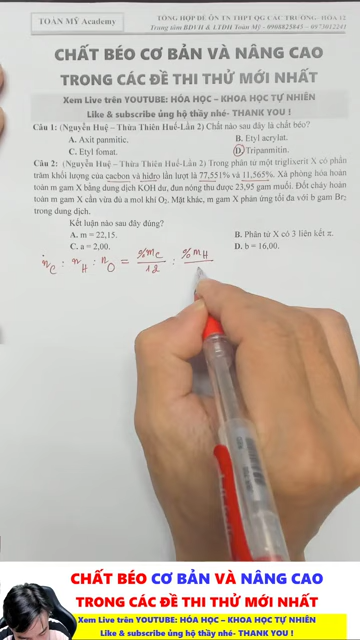 TOÁN MỸ Academy
TỔNG HỢP ĐỀ ÔN TN THPT QG CÁC TRƯỜNG - HÓA 12
Trung tâm BDVH & LTĐH Toán Mỹ - 0908825845 - 0973012241
CHẤT BÉO CƠ BẢN VÀ NÂNG CAO
TRONG CÁC ĐỀ THI THỬ MỚI NHẤT
Xem Live trên YOUTUBE: HÓA HỌC – KHOA HỌC TỰ NHIÊN
Like & subscribe ủng hộ thầy nhé- THANK YOU !
Câu 1: (Nguyễn Huệ - Thừa Thiên Huế-Lần 2) Chất nào sau đây là chất béo?
A. Axit panmitic. B. Etyl acrylat.
C. Etyl fomat. D. Tripanmitin.
Câu 2: (Nguyễn Huệ - Thừa Thiên Huế-Lần 2) Trong phân tử một triglixerit X có phần
trăm khối lượng của cacbon và hiđro lần lượt là 77,551% và 11,565%. Xà phòng hóa hoàn
toàn m gam X bằng dung dịch KOH dư, đun nóng thu được 23,95 gam muối. Đốt cháy hoàn
toàn m gam X cần vừa đủ a mol khí O2. Mặt khác, m gam X phản ứng tối đa với b gam Br2
trong dung dịch.
Kết luận nào sau đây đúng?
A. m = 22,15. B. Phân tử X có 3 liên kết π.
C. a = 2,00. D. b = 16,00.
nC : nH : nO = %mC/12 : %mH
CHẤT BÉO CƠ BẢN VÀ NÂNG CAO
TRONG CÁC ĐỀ THI THỬ MỚI NHẤT
Xem Live trên YOUTUBE: HÓA HỌC – KHOA HỌC TỰ NHIÊN
Like & subscribe ủng hộ thầy nhé- THANK YOU !